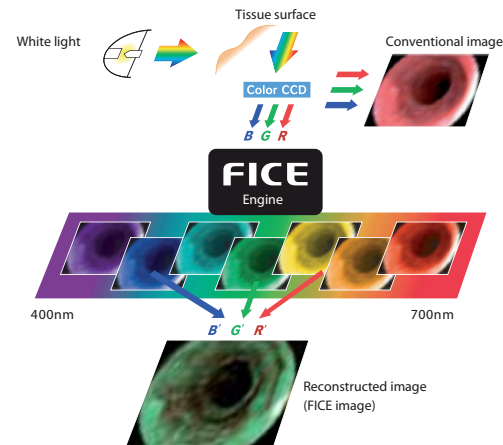 White light
Tissue surface
Conventional image
Color CCD
B G R
FICE
Engine
400nm
700nm
B' G' R'
Reconstructed image
(FICE image)